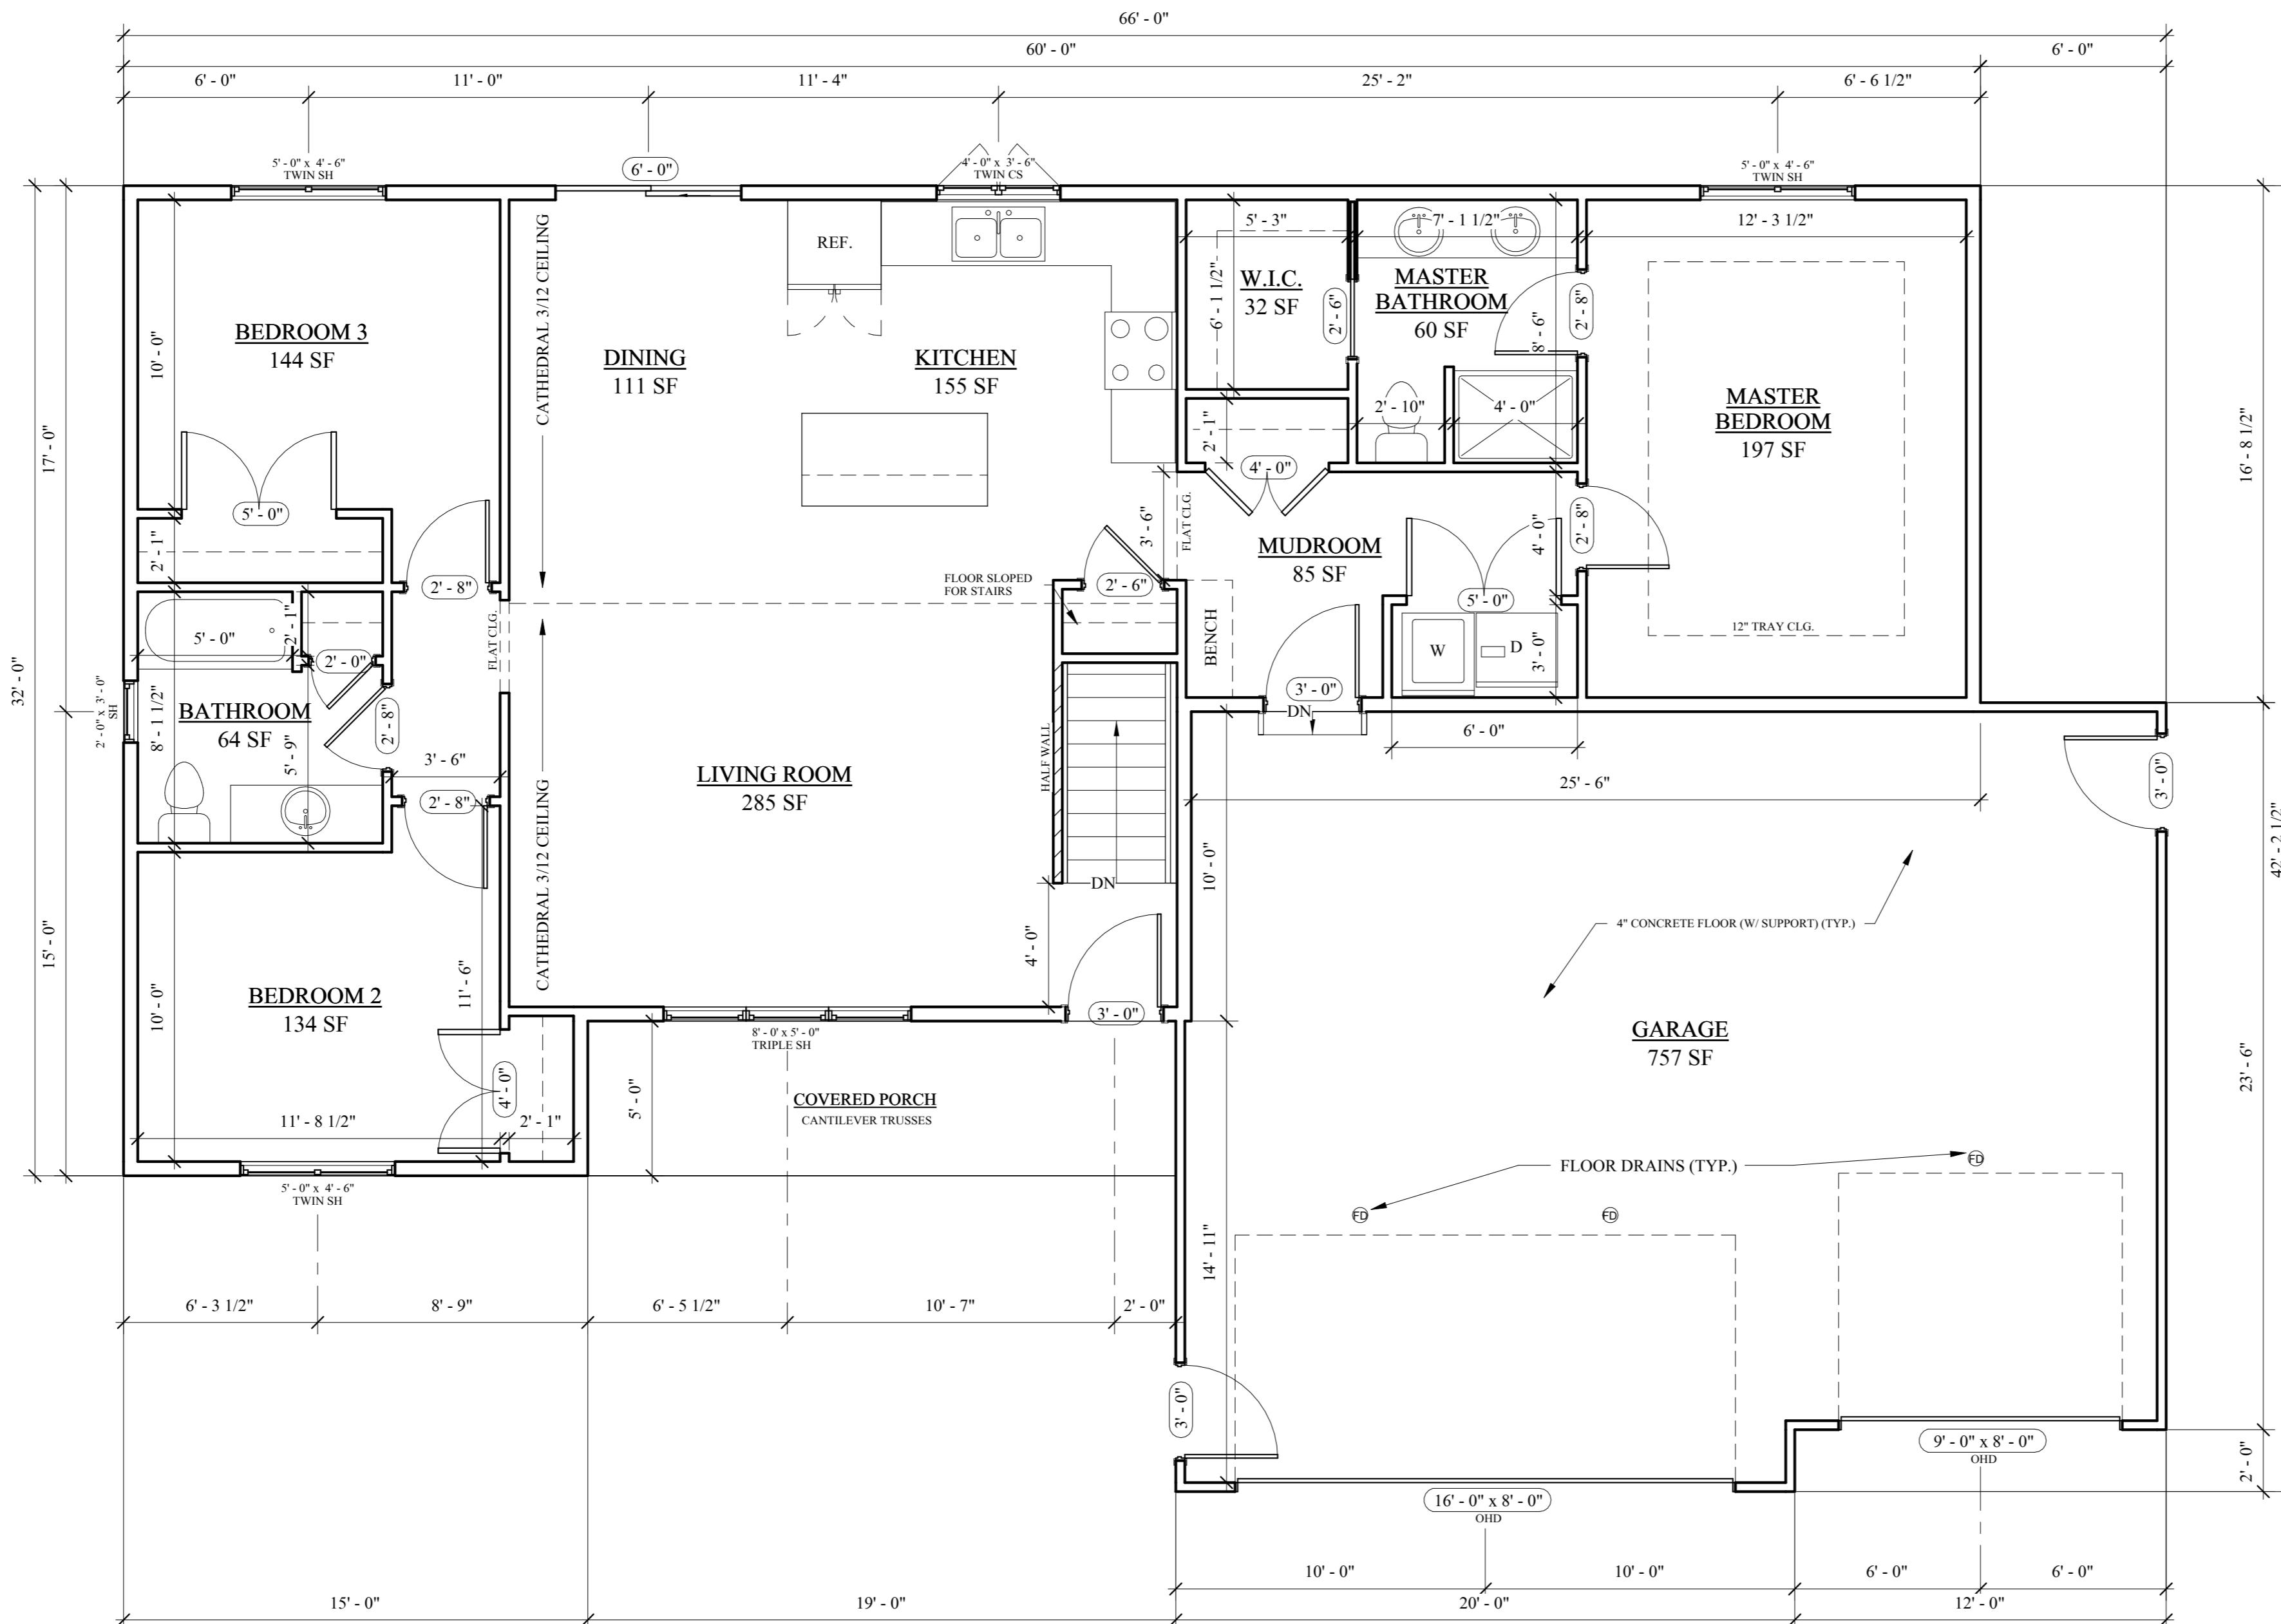 66' - 0"
60' - 0"
6' - 0"
6' - 0"
11' - 0"
11' - 4"
25' - 2"
6' - 6 1/2"
5' - 0" x 4' - 6"
TWIN SH
6' - 0"
4' - 0" x 3' - 6"
TWIN CS
5' - 0" x 4' - 6"
TWIN SH
CATHEDRAL 3/12 CEILING
REF.
5' - 3"
7' - 1 1/2"
12' - 3 1/2"
W.I.C.
32 SF
6' - 1 1/2"
2' - 6"
MASTER
BATHROOM
60 SF
8' - 6"
2' - 8"
10' - 0"
BEDROOM 3
144 SF
DINING
111 SF
KITCHEN
155 SF
2' - 1"
2' - 10"
4' - 0"
MASTER
BEDROOM
197 SF
16' - 8 1/2"
17' - 0"
32' - 0"
5' - 0"
4' - 0"
3' - 6"
FLAT CLG.
MUDROOM
85 SF
4' - 0"
2' - 8"
2' - 1"
2' - 8"
FLOOR SLOPED
FOR STAIRS
2' - 6"
5' - 0"
12" TRAY CLG.
BENCH
W
D
3' - 0"
5' - 0"
2' - 1"
2' - 0"
FLAT CLG.
2' - 0" x 3' - 0"
SH
8' - 1 1/2"
BATHROOM
64 SF
5' - 9"
2' - 8"
3' - 6"
2' - 8"
3' - 0"
DN
6' - 0"
25' - 6"
3' - 0"
42' - 2 1/2"
LIVING ROOM
285 SF
HALF WALL
DN
CATHEDRAL 3/12 CEILING
10' - 0"
4" CONCRETE FLOOR (W/ SUPPORT) (TYP.)
15' - 0"
10' - 0"
BEDROOM 2
134 SF
11' - 6"
4' - 0"
3' - 0"
8' - 0' x 5' - 0"
TRIPLE SH
GARAGE
757 SF
23' - 6"
4' - 0"
11' - 8 1/2"
2' - 1"
5' - 0"
COVERED PORCH
CANTILEVER TRUSSES
FLOOR DRAINS (TYP.)
FD
FD
FD
5' - 0" x 4' - 6"
TWIN SH
14' - 11"
6' - 3 1/2"
8' - 9"
6' - 5 1/2"
10' - 7"
2' - 0"
3' - 0"
9' - 0" x 8' - 0"
OHD
2' - 0"
16' - 0" x 8' - 0"
OHD
10' - 0"
10' - 0"
6' - 0"
6' - 0"
15' - 0"
19' - 0"
20' - 0"
12' - 0"